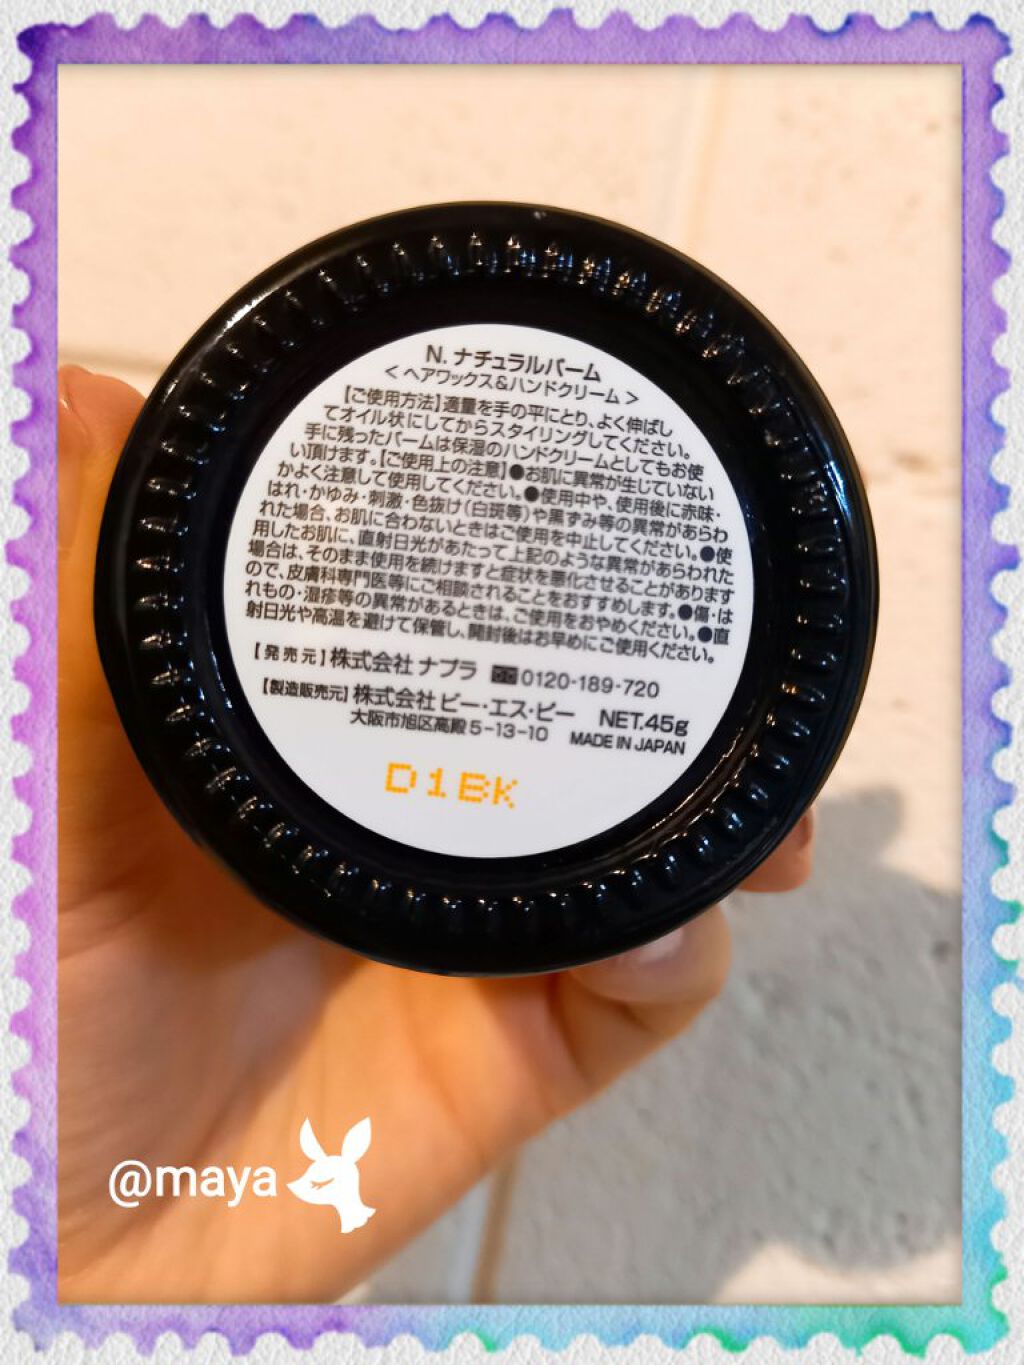 N. ナチュラルバーム
< ヘアワックス&ハンドクリーム >
【ご使用方法】適量を手の平にとり、よく伸ばし
てオイル状にしてからスタイリングしてください。
手に残ったバームは保湿のハンドクリームとしてもお使
い頂けます。【ご使用上の注意】●お肌に異常が生じていない
かよく注意して使用してください。●使用中や、使用後に赤味・
はれ・かゆみ・刺激・色抜け(白斑等)や黒ずみ等の異常があらわ
れた場合、お肌に合わないときはご使用を中止してください。●使
用したお肌に、直射日光があたって上記のような異常があらわれた
場合は、そのまま使用を続けますと症状を悪化させることがあります
ので、皮膚科専門医等にご相談されることをおすすめします。●傷・は
れもの・湿疹等の異常があるときは、ご使用をおやめください。●直
射日光や高温を避けて保管し、開封後はお早めにご使用ください。
【発売元】株式会社 ナプラ 0120-189-720
【製造販売元】株式会社 ビー・エス・ピー NET.45g
大阪市旭区高殿5-13-10 MADE IN JAPAN
D1BK
@maya